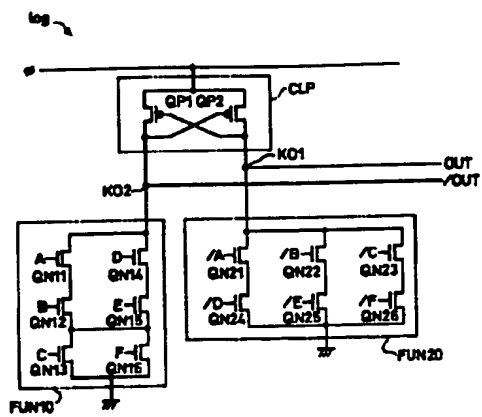 log
ø
CLP
QP1 QP2
KO1
OUT
/OUT
KO2
A
QN11
D
QN14
B
QN12
E
QN15
C
QN13
F
QN16
FUN10
/A
QN21
/B
QN22
/C
QN23
/D
QN24
/E
QN25
/F
QN26
FUN20